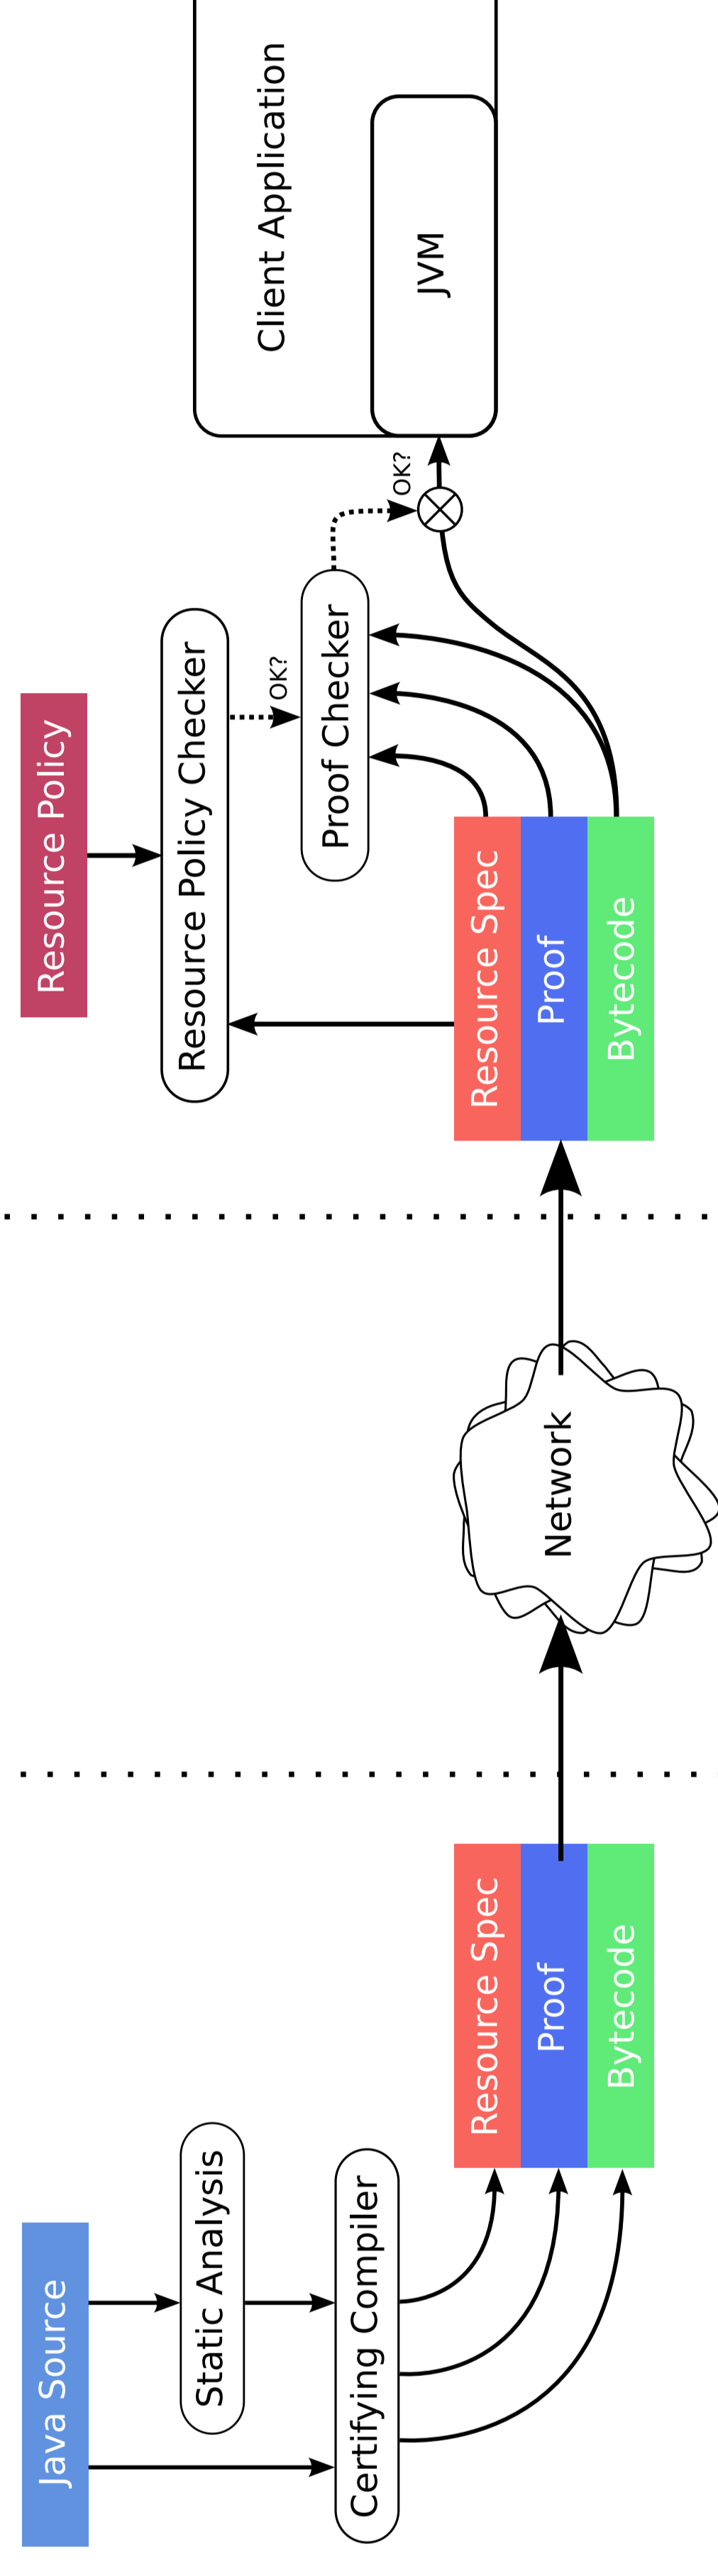 Java Source
Static Analysis
Certifying Compiler
Resource Spec
Proof
Bytecode
Network
Resource Policy
Resource Policy Checker
OK?
Proof Checker
OK?
Resource Spec
Proof
Bytecode
Client Application
JVM